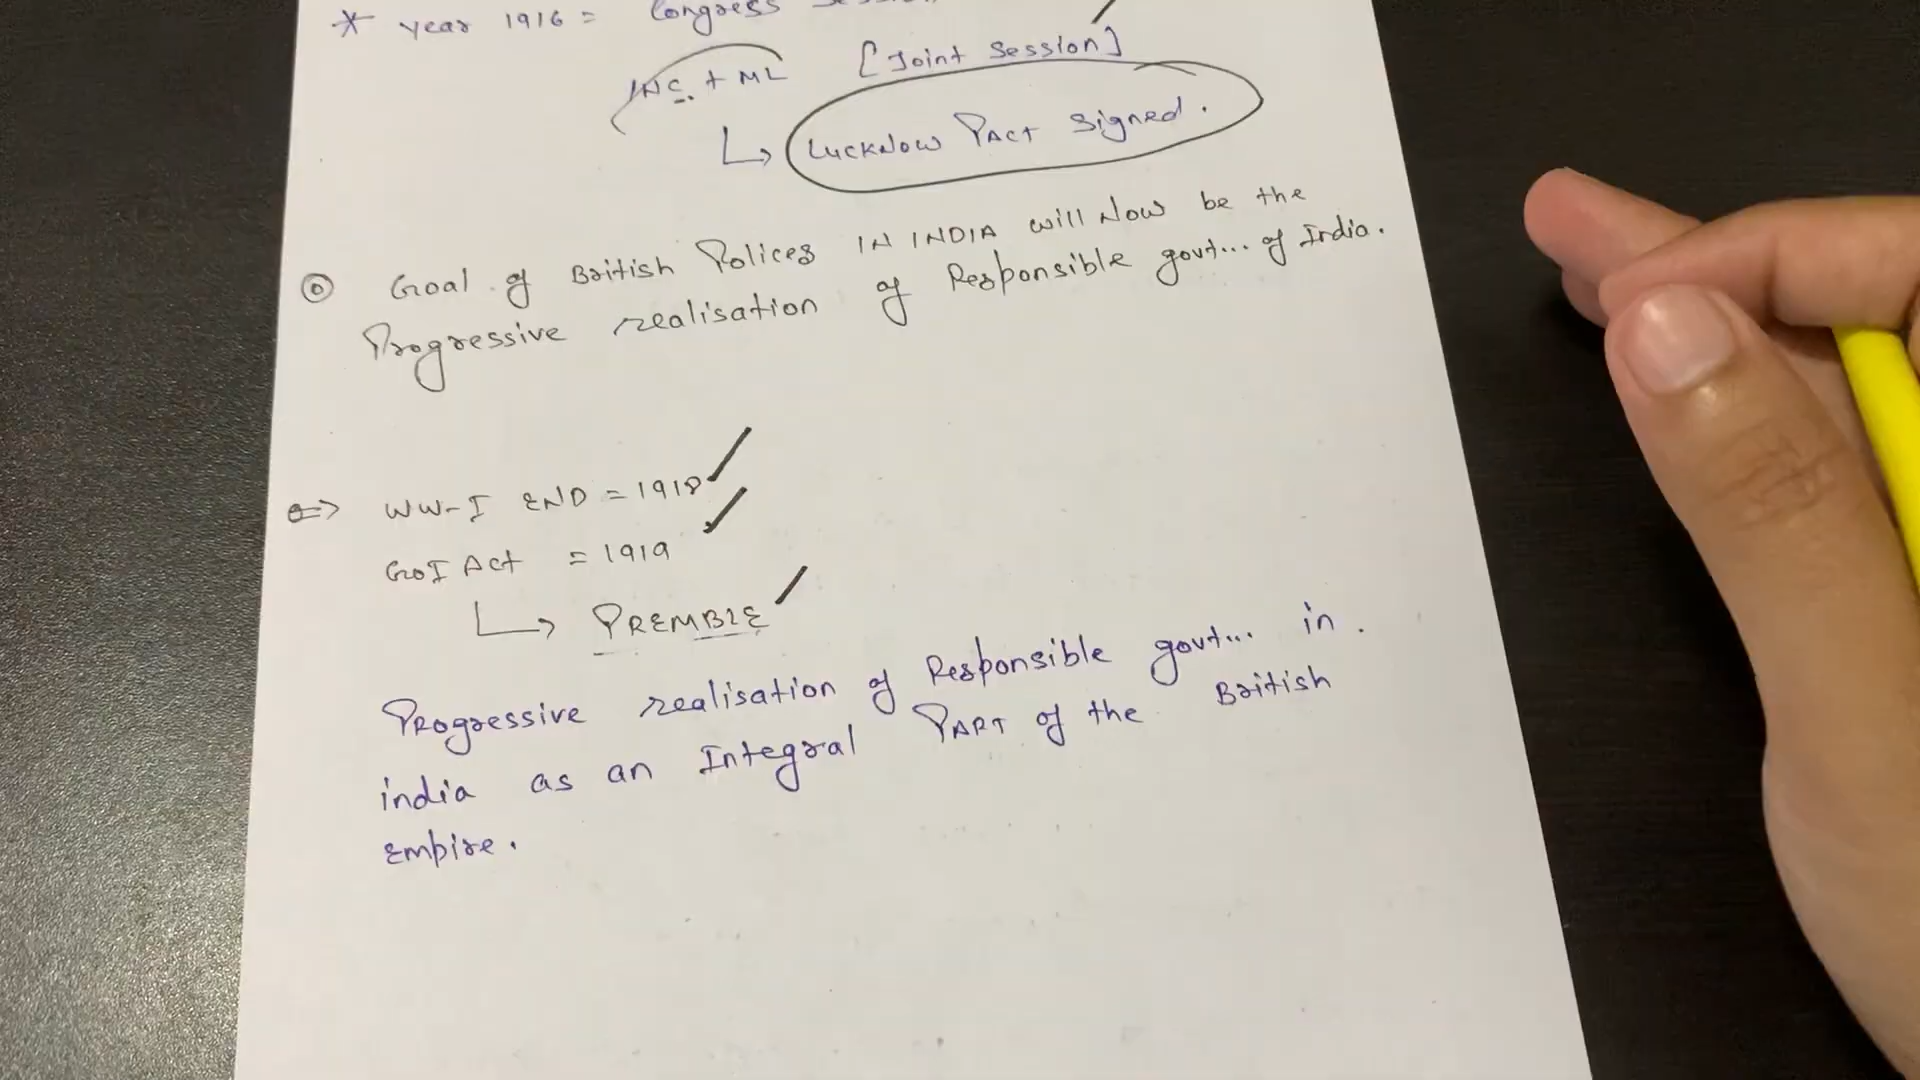 * year 1916 = Congress
INC + ML [Joint Session]
↳ Lucknow PACT Signed.
⊙ Goal of British Polices IN INDIA will Now be the
Progressive realisation of Responsible govt... of India.
⇒ WW-I END = 1918
GOI Act = 1919
↳ PREMBLE
Progressive realisation of Responsible govt... in.
india as an Integral PART of the British
Empire.